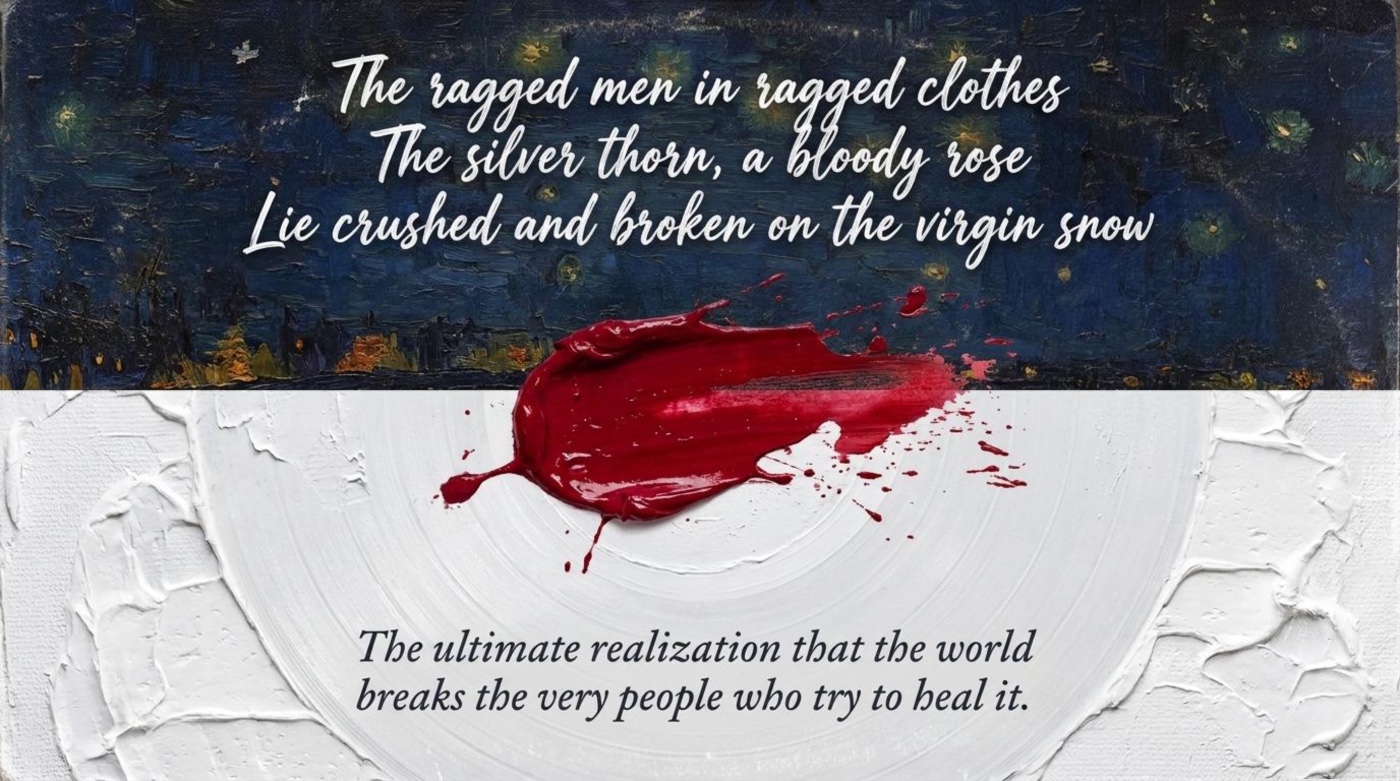 The ragged men in ragged clothes
The silver thorn, a bloody rose
Lie crushed and broken on the virgin snow
The ultimate realization that the world
breaks the very people who try to heal it.